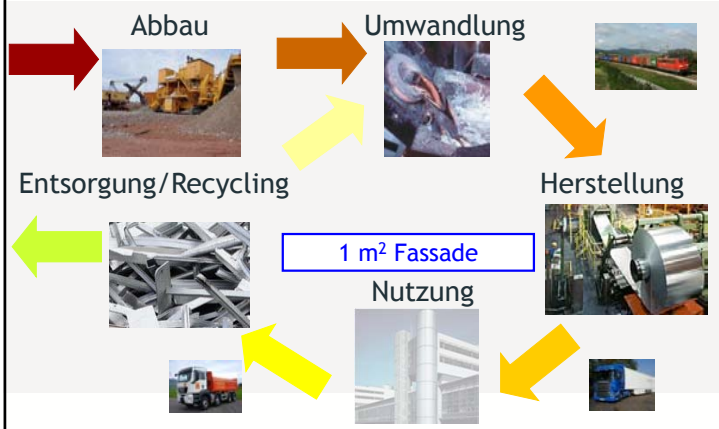 Abbau
Umwandlung
Entsorgung/Recycling
Herstellung
1 m² Fassade
Nutzung